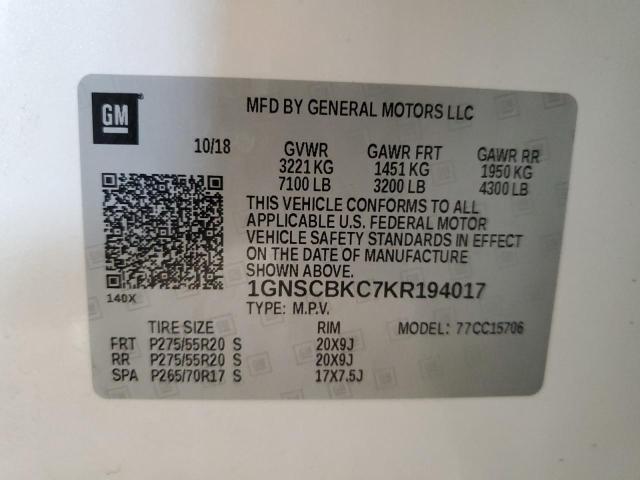 GM
MFD BY GENERAL MOTORS LLC
10/18 GVWR GAWR FRT GAWR RR
3221 KG 1451 KG 1950 KG
7100 LB 3200 LB 4300 LB
THIS VEHICLE CONFORMS TO ALL
APPLICABLE U.S. FEDERAL MOTOR
VEHICLE SAFETY STANDARDS IN EFFECT
ON THE DATE OF MANUFACTURE
SHOWN ABOVE.
140X
1GNSCBKC7KR194017
TYPE: M.P.V.
TIRE SIZE RIM MODEL: 77CC15706
FRT P275/55R20 S 20X9J
RR P275/55R20 S 20X9J
SPA P265/70R17 S 17X7.5J